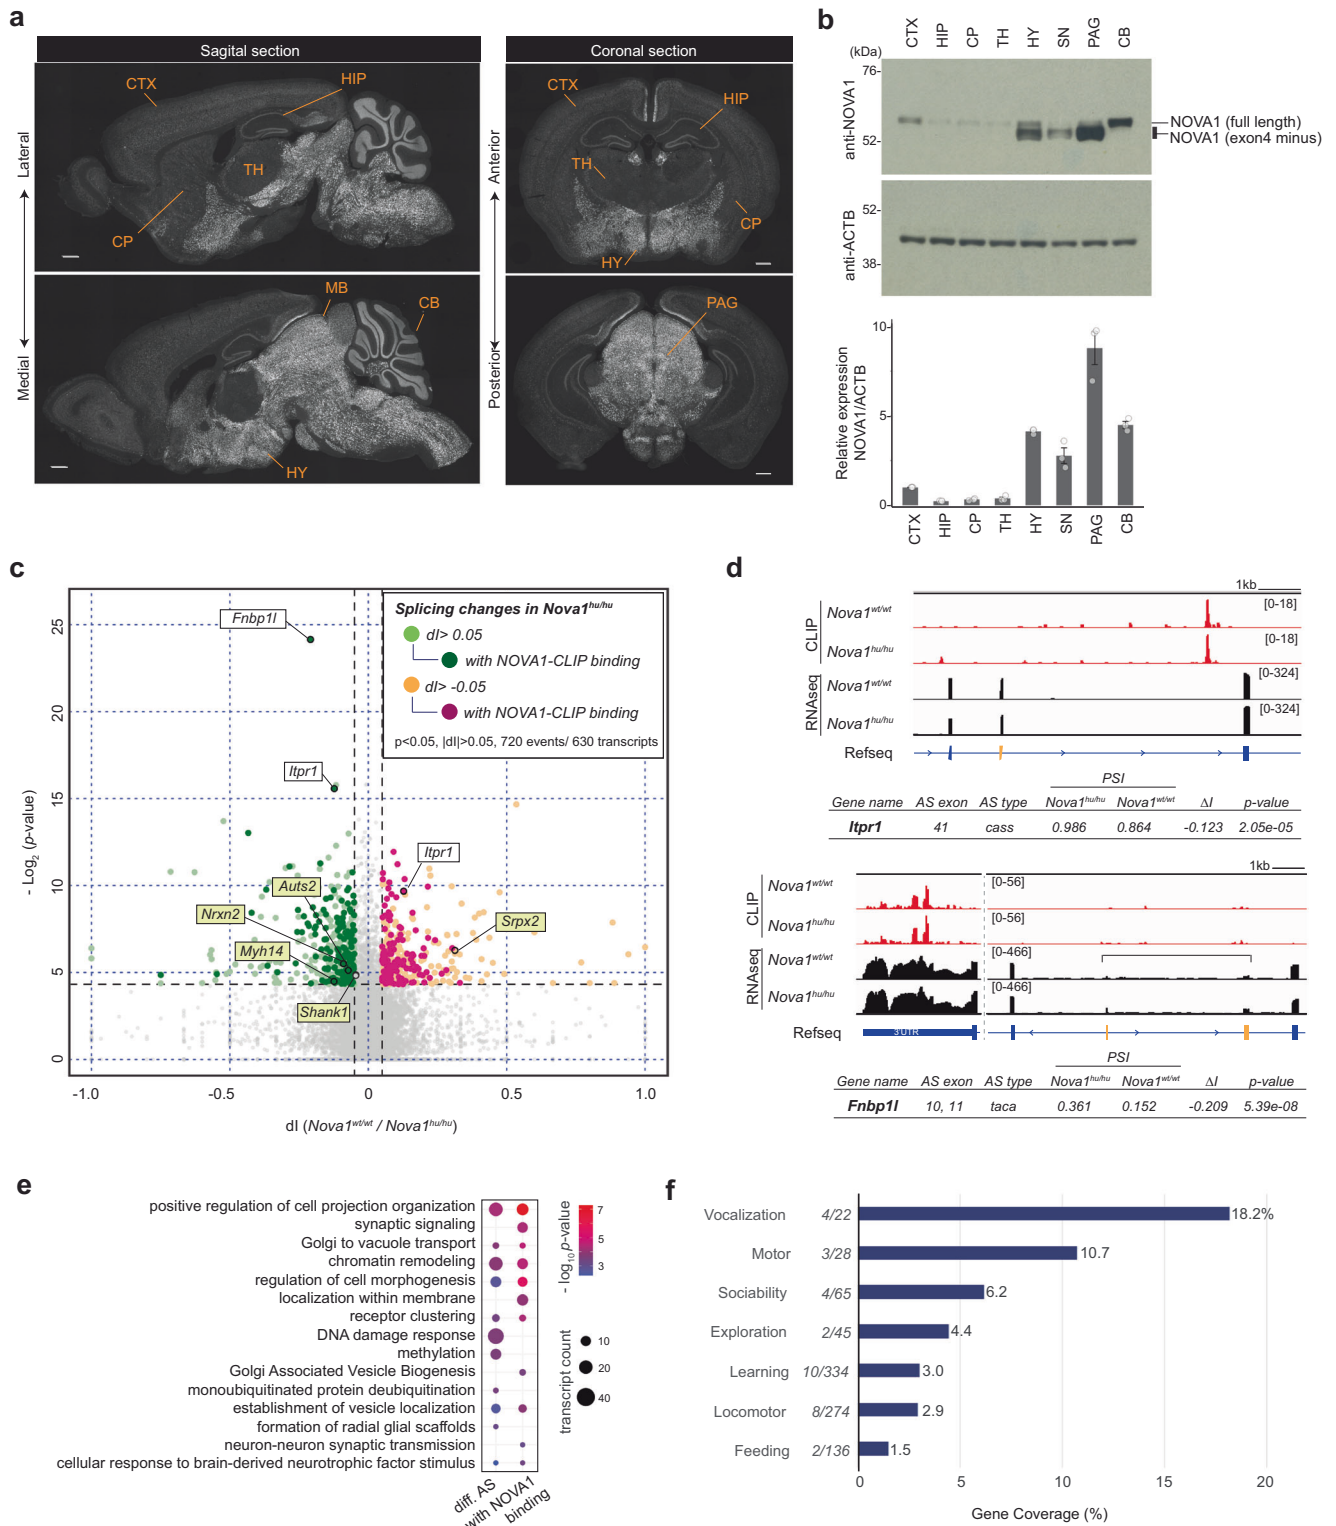 a
Sagital section
Coronal section
Lateral
Medial
Anterior
Posterior
CTX
HIP
TH
CP
MB
CB
HY
CTX
HIP
TH
CP
HY
PAG
b
(kDa)
CTX
HIP
CP
TH
HY
SN
PAG
CB
anti-NOVA1
76-
52-
NOVA1 (full length)
NOVA1 (exon4 minus)
anti-ACTB
52-
38-
Relative expression
NOVA1/ACTB
10
5
0
CTX
HIP
CP
TH
HY
SN
PAG
CB
c
- Log2 (p-value)
25
20
15
10
5
0
-1.0
-0.5
0
0.5
1.0
dI (Nova1wt/wt / Nova1hu/hu)
Splicing changes in Nova1hu/hu
dI> 0.05
with NOVA1-CLIP binding
dI> -0.05
with NOVA1-CLIP binding
p<0.05, |dI|>0.05, 720 events/ 630 transcripts
Fnbp1l
Itpr1
Itpr1
Auts2
Nrxn2
Myh14
Shank1
Srpx2
d
1kb
CLIP
Nova1wt/wt
[0-18]
Nova1hu/hu
[0-18]
RNAseq
Nova1wt/wt
[0-324]
Nova1hu/hu
[0-324]
Refseq
PSI
Gene name AS exon AS type Nova1hu/hu Nova1wt/wt ΔI p-value
Itpr1 41 cass 0.986 0.864 -0.123 2.05e-05
1kb
CLIP
Nova1wt/wt
[0-56]
Nova1hu/hu
[0-56]
RNAseq
Nova1wt/wt
[0-466]
Nova1hu/hu
[0-466]
Refseq
3'UTR
PSI
Gene name AS exon AS type Nova1hu/hu Nova1wt/wt ΔI p-value
Fnbp1l 10, 11 taca 0.361 0.152 -0.209 5.39e-08
e
positive regulation of cell projection organization
synaptic signaling
Golgi to vacuole transport
chromatin remodeling
regulation of cell morphogenesis
localization within membrane
receptor clustering
DNA damage response
methylation
Golgi Associated Vesicle Biogenesis
monoubiquitinated protein deubiquitination
establishment of vesicle localization
formation of radial glial scaffolds
neuron-neuron synaptic transmission
cellular response to brain-derived neurotrophic factor stimulus
diff. AS
with NOVA1
binding
- log10 p-value
7
5
3
transcript count
10
20
40
f
Vocalization 4/22 18.2%
Motor 3/28 10.7
Sociability 4/65 6.2
Exploration 2/45 4.4
Learning 10/334 3.0
Locomotor 8/274 2.9
Feeding 2/136 1.5
0 5 10 15 20
Gene Coverage (%)